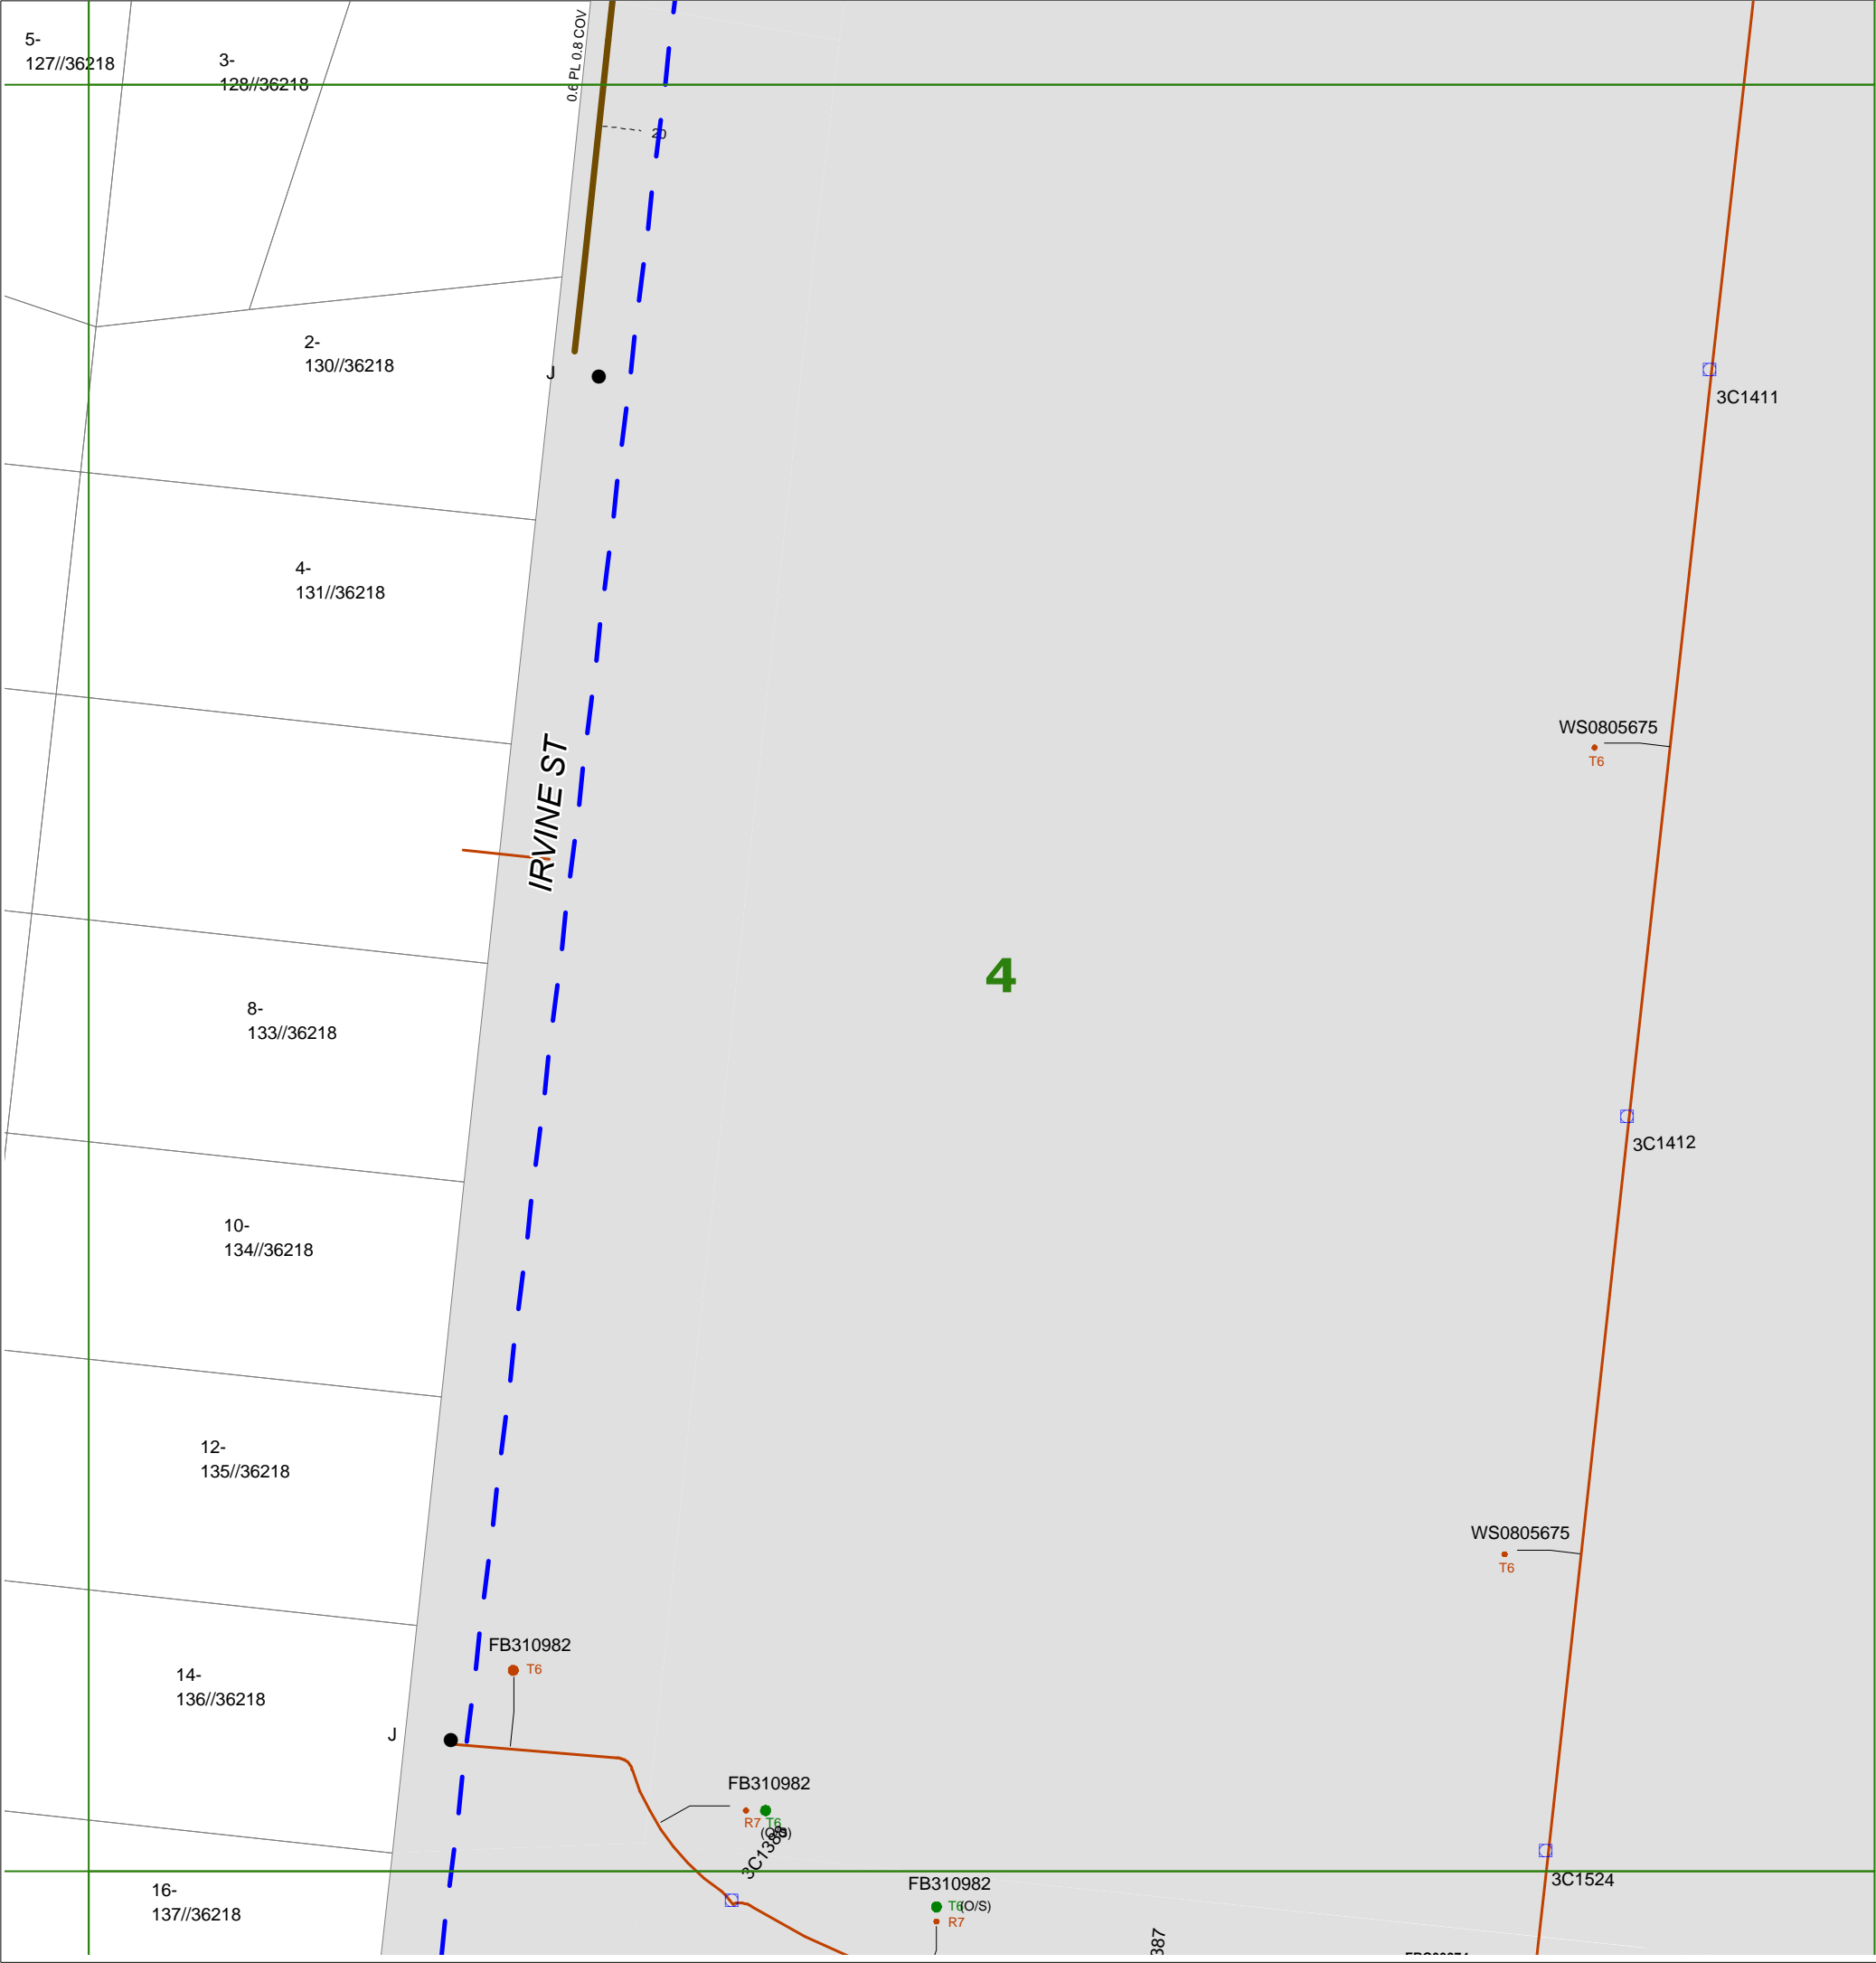 5-
127//36218
3-
128//36218
0.6 PL 0.8 COV
20
2-
130//36218
J
3C1411
4-
131//36218
IRVINE ST
WS0805675
T6
4
8-
133//36218
3C1412
10-
134//36218
12-
135//36218
WS0805675
T6
FB310982
T6
14-
136//36218
J
FB310982
R7 T6
(O/S)
3C1388
3C1524
16-
137//36218
FB310982
T6 (O/S)
R7
387